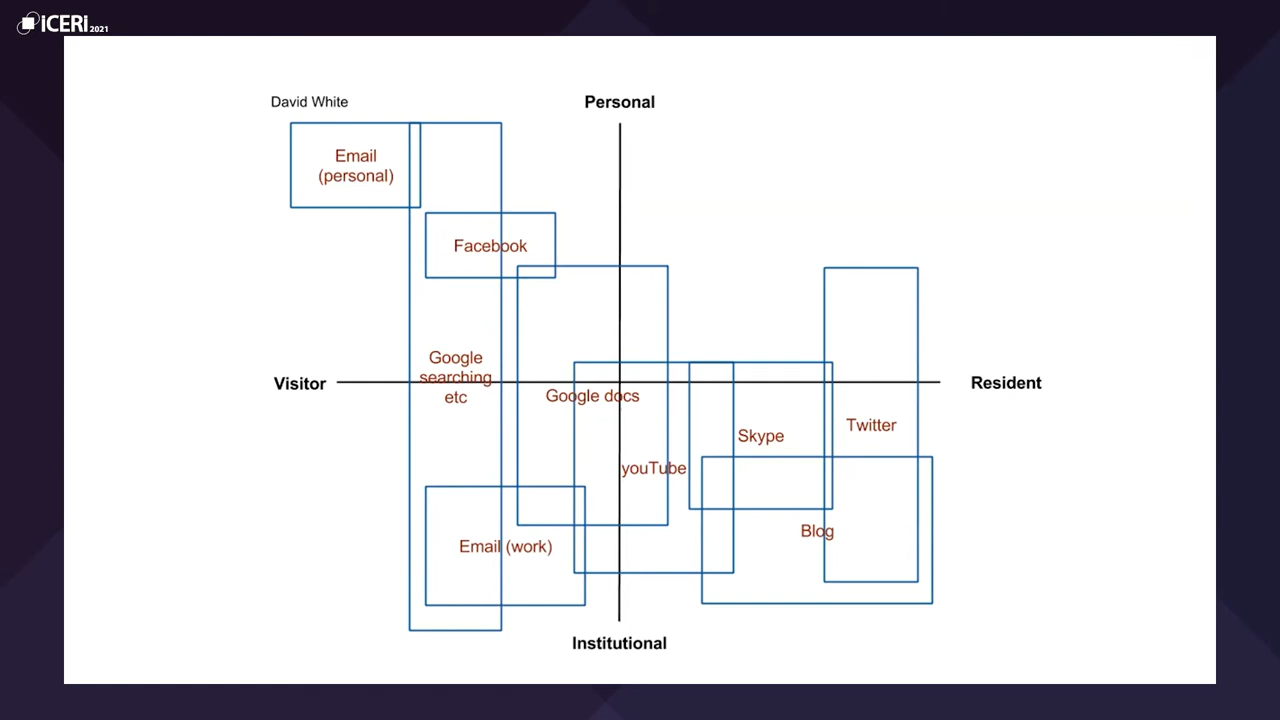 iCERi 2021
David White
Personal
Email
(personal)
Facebook
Google
searching
etc
Visitor
Resident
Google docs
Twitter
Skype
youTube
Blog
Email (work)
Institutional